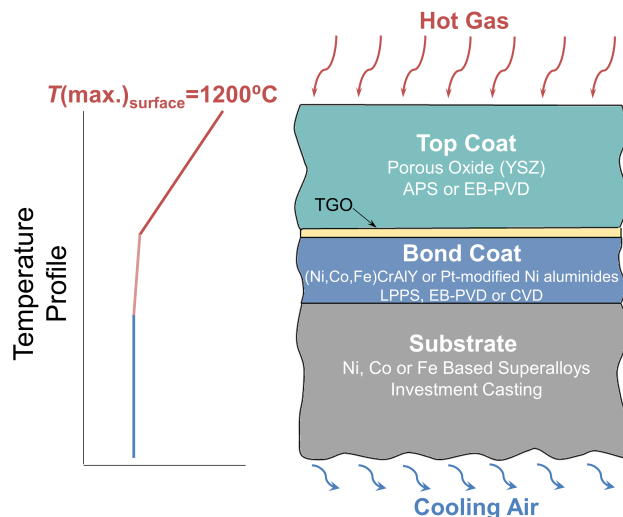 Hot Gas
T(max.)surface=1200ºC
Top Coat
Porous Oxide (YSZ)
APS or EB-PVD
TGO
Bond Coat
(Ni,Co,Fe)CrAlY or Pt-modified Ni aluminides
LPPS, EB-PVD or CVD
Temperature
Profile
Substrate
Ni, Co or Fe Based Superalloys
Investment Casting
Cooling Air